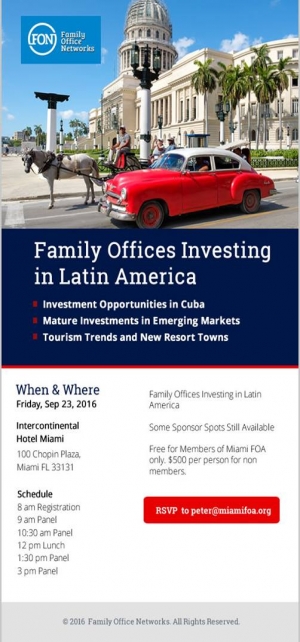 FON
Family
Office
Networks
Family Offices Investing
in Latin America
Investment Opportunities in Cuba
Mature Investments in Emerging Markets
Tourism Trends and New Resort Towns
When & Where
Friday, Sep 23, 2016
Intercontinental
Hotel Miami
100 Chopin Plaza,
Miami FL 33131
Schedule
8 am Registration
9 am Panel
10:30 am Panel
12 pm Lunch
1:30 pm Panel
3 pm Panel
Family Offices Investing in Latin
America
Some Sponsor Spots Still Available
Free for Members of Miami FOA
only. $500 per person for non
members.
RSVP to peter@miamifoa.org
© 2016 Family Office Networks. All Rights Reserved.